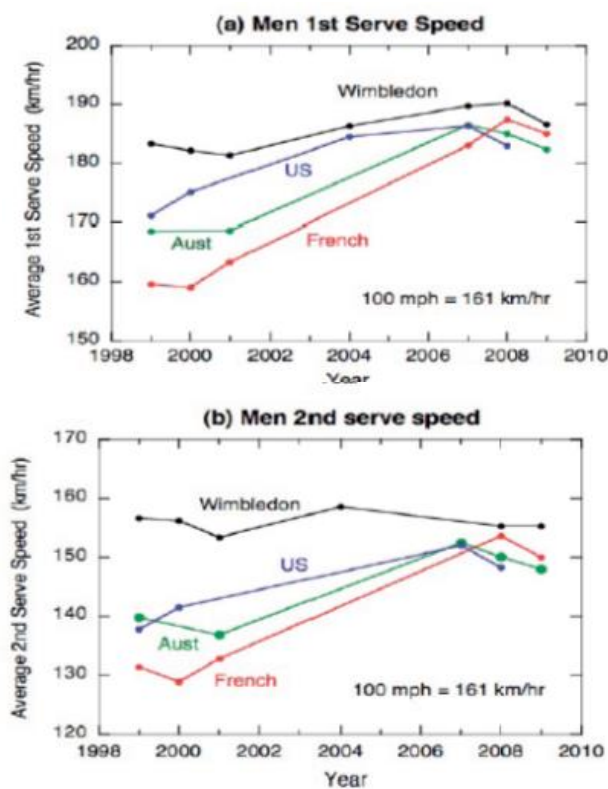 (a) Men 1st Serve Speed
200
190
180
170
160
150
Average 1st Serve Speed (km/hr)
Wimbledon
US
Aust
French
100 mph = 161 km/hr
1998 2000 2002 2004 2006 2008 2010
Year
(b) Men 2nd serve speed
170
160
150
140
130
120
Average 2nd Serve Speed (km/hr)
Wimbledon
US
Aust
French
100 mph = 161 km/hr
1998 2000 2002 2004 2006 2008 2010
Year